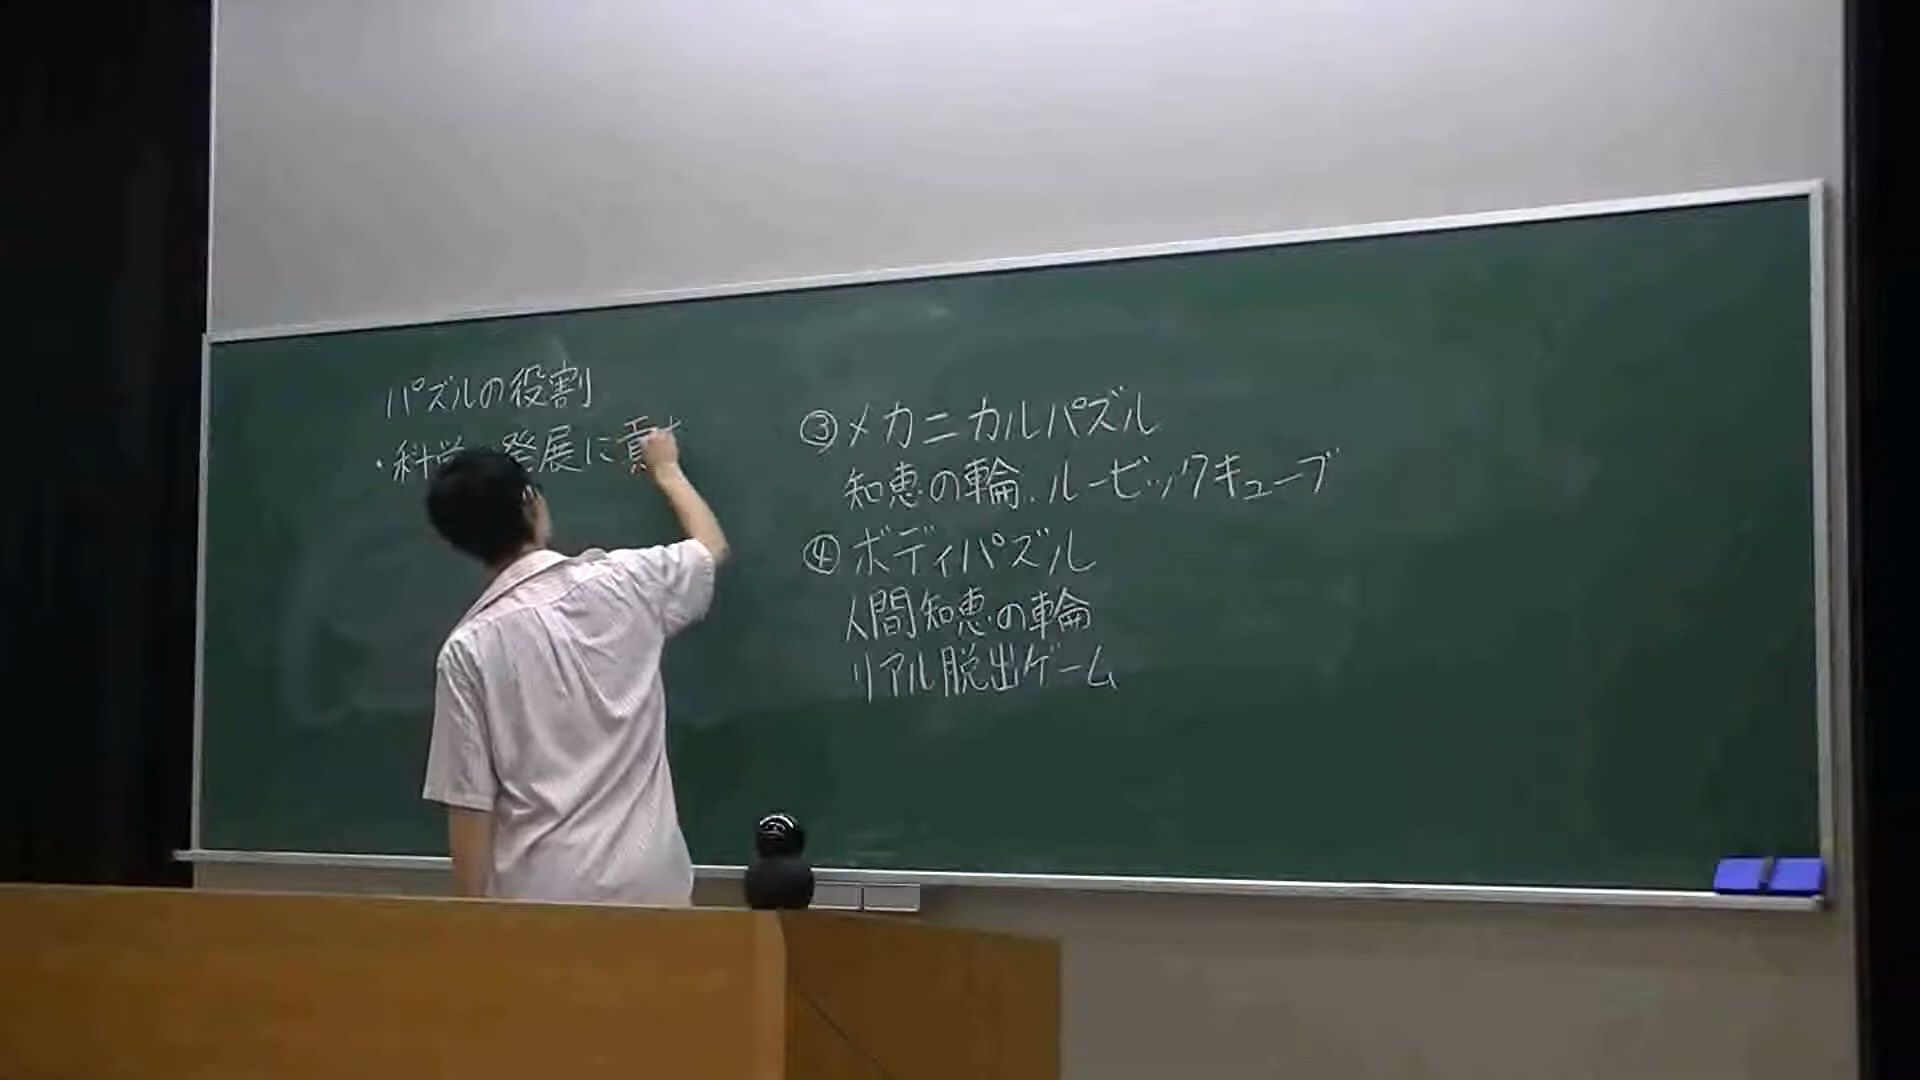 パズルの役割
・科学 発展に貢
③メカニカルパズル
知恵の輪、ルービックキューブ
④ボディパズル
人間知恵の輪
リアル脱出ゲーム